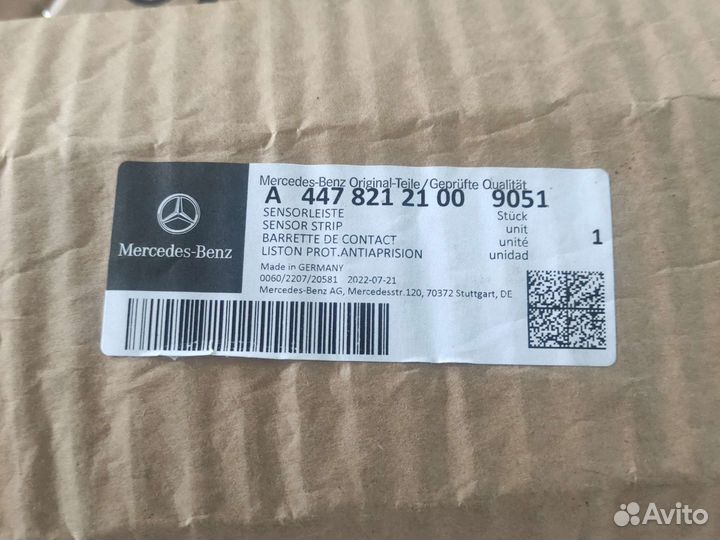 Mercedes-Benz Original-Teile/Geprüfte Qualität
A 447 821 21 00 9051
SENSORLEISTE Stück
SENSOR STRIP unit
BARRETTE DE CONTACT unité 1
LISTON PROT.ANTIAPRISION unidad
Mercedes-Benz
Made in GERMANY
0060/2207/20581 2022-07-21
Mercedes-Benz AG, Mercedesstr.120, 70372 Stuttgart, DE
Avito